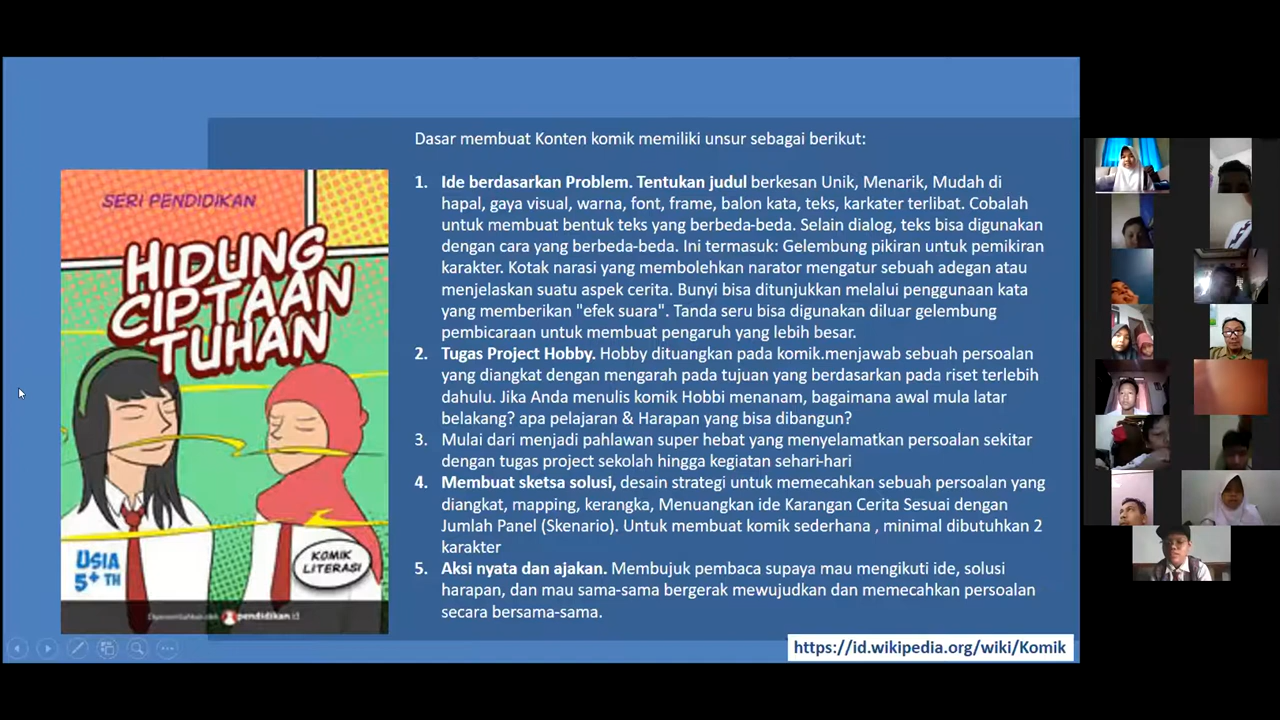 SERI PENDIDIKAN
HIDUNG
CIPTAAN
TUHAN
USIA
5+ TH
KOMIK
LITERASI
pendidikan.id
Dasar membuat Konten komik memiliki unsur sebagai berikut:
1. Ide berdasarkan Problem. Tentukan judul berkesan Unik, Menarik, Mudah di
hapal, gaya visual, warna, font, frame, balon kata, teks, karkater terlibat. Cobalah
untuk membuat bentuk teks yang berbeda-beda. Selain dialog, teks bisa digunakan
dengan cara yang berbeda-beda. Ini termasuk: Gelembung pikiran untuk pemikiran
karakter. Kotak narasi yang membolehkan narator mengatur sebuah adegan atau
menjelaskan suatu aspek cerita. Bunyi bisa ditunjukkan melalui penggunaan kata
yang memberikan "efek suara". Tanda seru bisa digunakan diluar gelembung
pembicaraan untuk membuat pengaruh yang lebih besar.
2. Tugas Project Hobby. Hobby dituangkan pada komik.menjawab sebuah persoalan
yang diangkat dengan mengarah pada tujuan yang berdasarkan pada riset terlebih
dahulu. Jika Anda menulis komik Hobbi menanam, bagaimana awal mula latar
belakang? apa pelajaran & Harapan yang bisa dibangun?
3. Mulai dari menjadi pahlawan super hebat yang menyelamatkan persoalan sekitar
dengan tugas project sekolah hingga kegiatan sehari-hari
4. Membuat sketsa solusi, desain strategi untuk memecahkan sebuah persoalan yang
diangkat, mapping, kerangka, Menuangkan ide Karangan Cerita Sesuai dengan
Jumlah Panel (Skenario). Untuk membuat komik sederhana , minimal dibutuhkan 2
karakter
5. Aksi nyata dan ajakan. Membujuk pembaca supaya mau mengikuti ide, solusi
harapan, dan mau sama-sama bergerak mewujudkan dan memecahkan persoalan
secara bersama-sama.
https://id.wikipedia.org/wiki/Komik